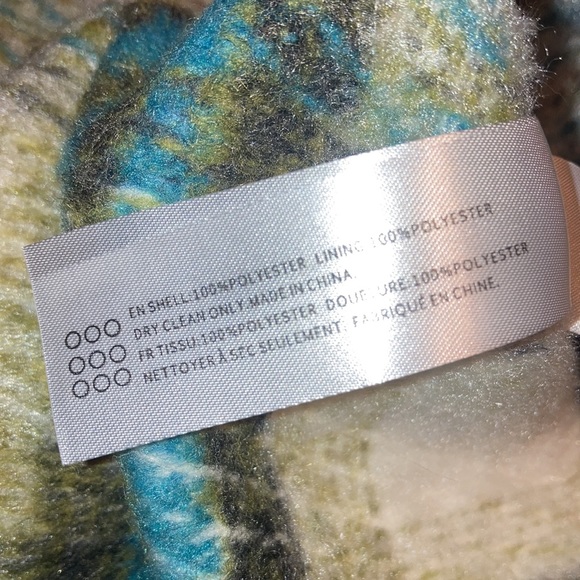 EN SHELL:100%POLYESTER LINING:100%POLYESTER
DRY CLEAN ONLY. MADE IN CHINA.
FR TISSU:100%POLYESTER DOUBLURE:100%POLYESTER
NETTOYER À SEC SEULEMENT. FABRIQUÉ EN CHINE.